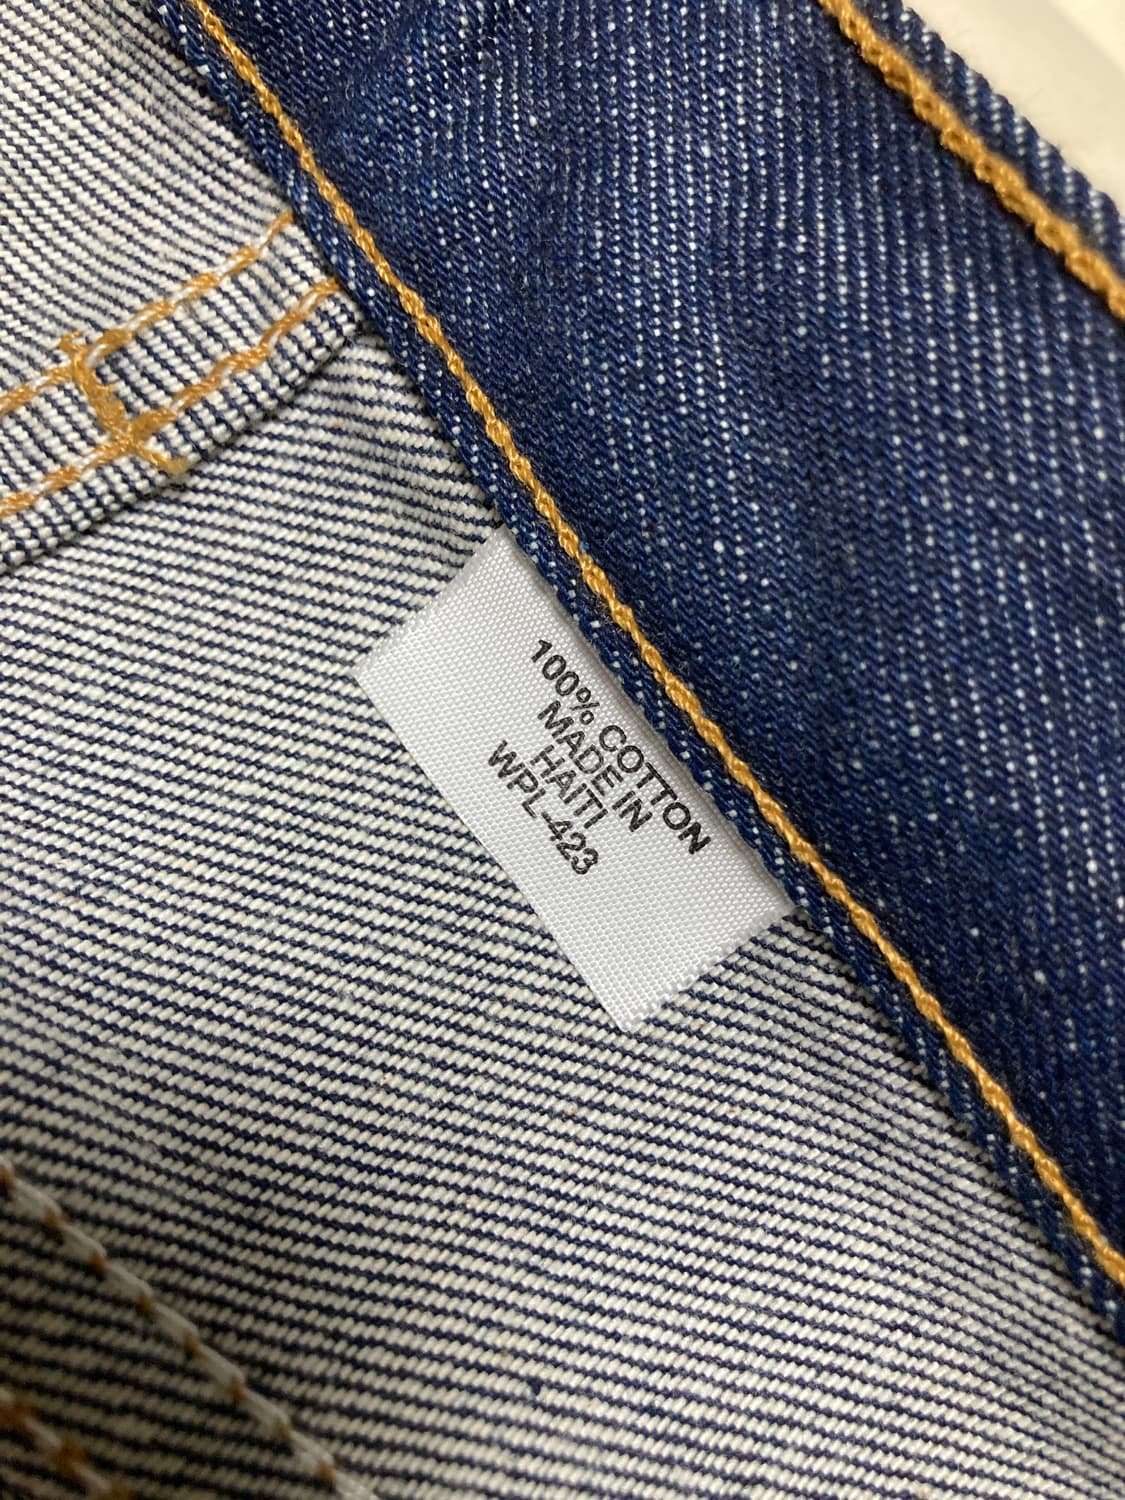 100% COTTON
MADE IN
HAITI
WPL-423